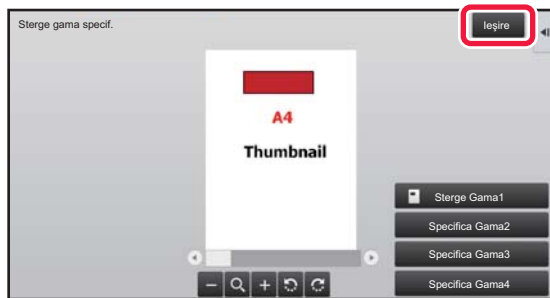 Sterge gama specif.
Ieşire
A4
Thumbnail
Sterge Gama1
Specifica Gama2
Specifica Gama3
Specifica Gama4